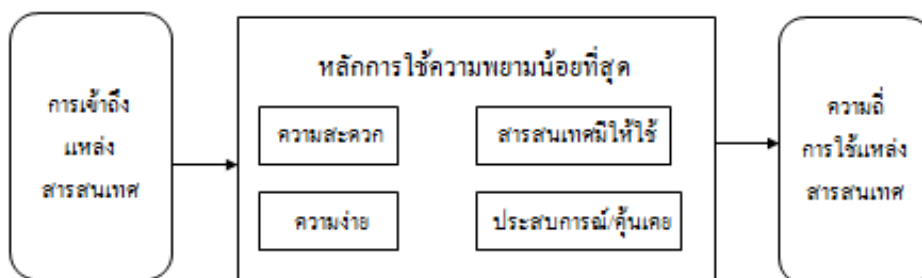 การเข้าถึง
แหล่ง
สารสนเทศ
หลักการใช้ความพยามน้อยที่สุด
ความสะดวก
สารสนเทศมีให้ใช้
ความง่าย
ประสบการณ์/คุ้นเคย
ความถี่
การใช้แหล่ง
สารสนเทศ